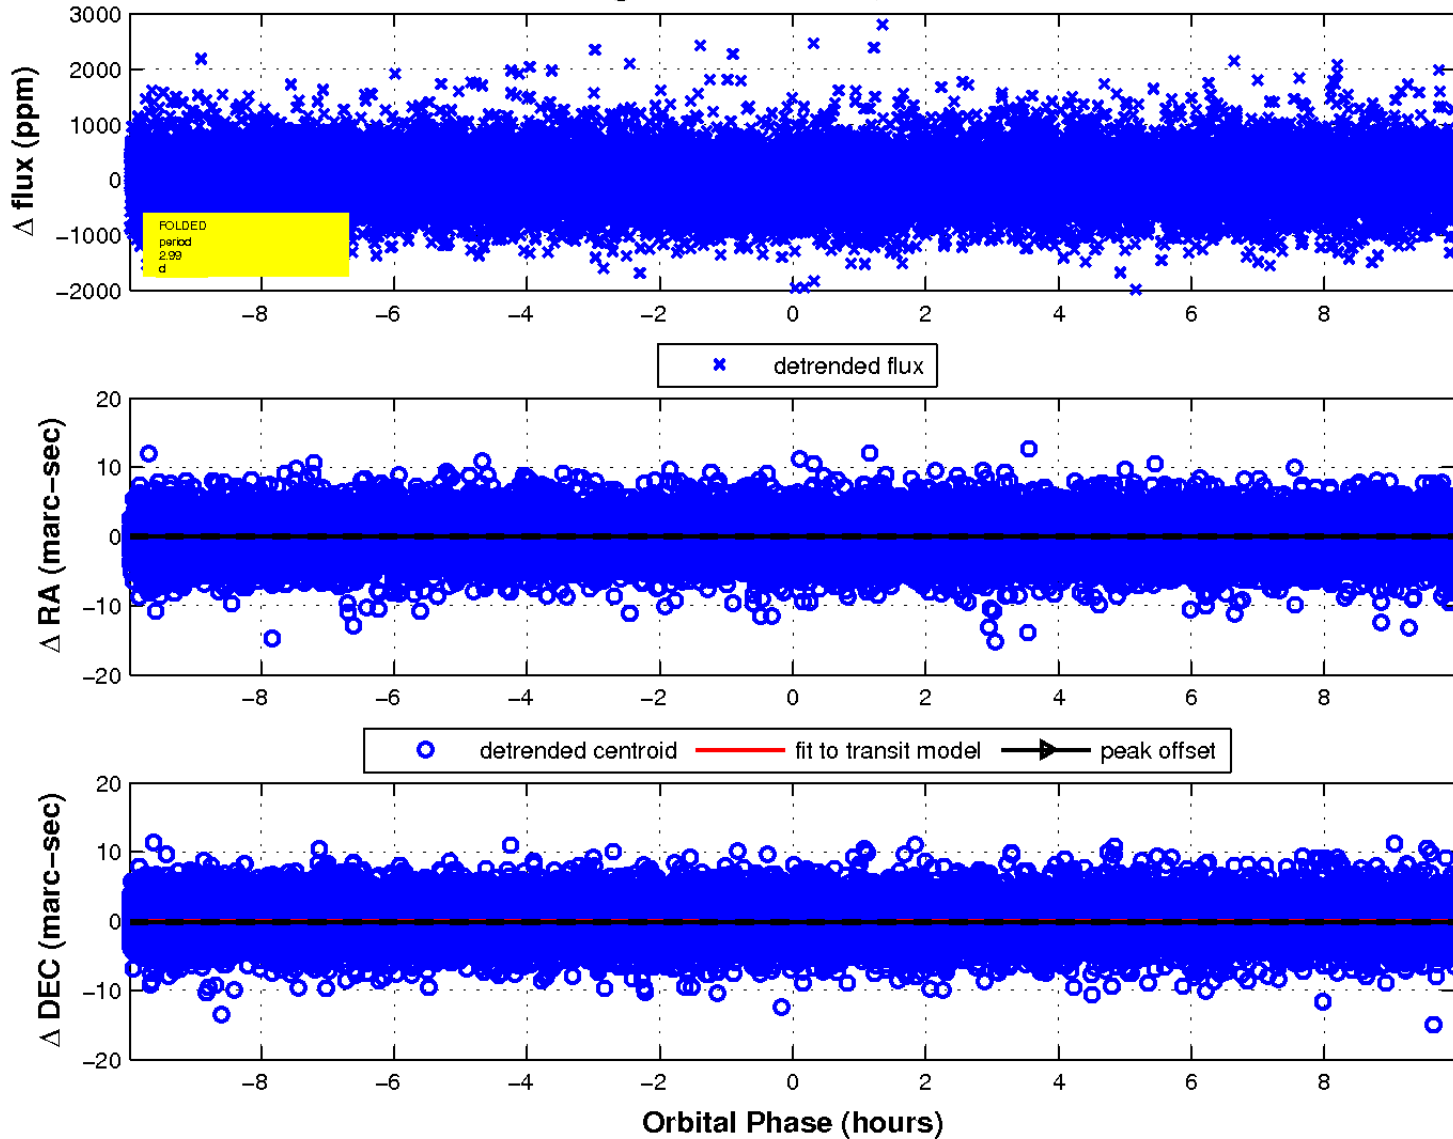 3000
2000
1000
0
−1000
−2000
Δ flux (ppm)
FOLDED
period
2.99
d
−8 −6 −4 −2 0 2 4 6 8
detrended flux
20
10
0
−10
−20
Δ RA (marc−sec)
−8 −6 −4 −2 0 2 4 6 8
detrended centroid fit to transit model peak offset
20
10
0
−10
−20
Δ DEC (marc−sec)
−8 −6 −4 −2 0 2 4 6 8
Orbital Phase (hours)